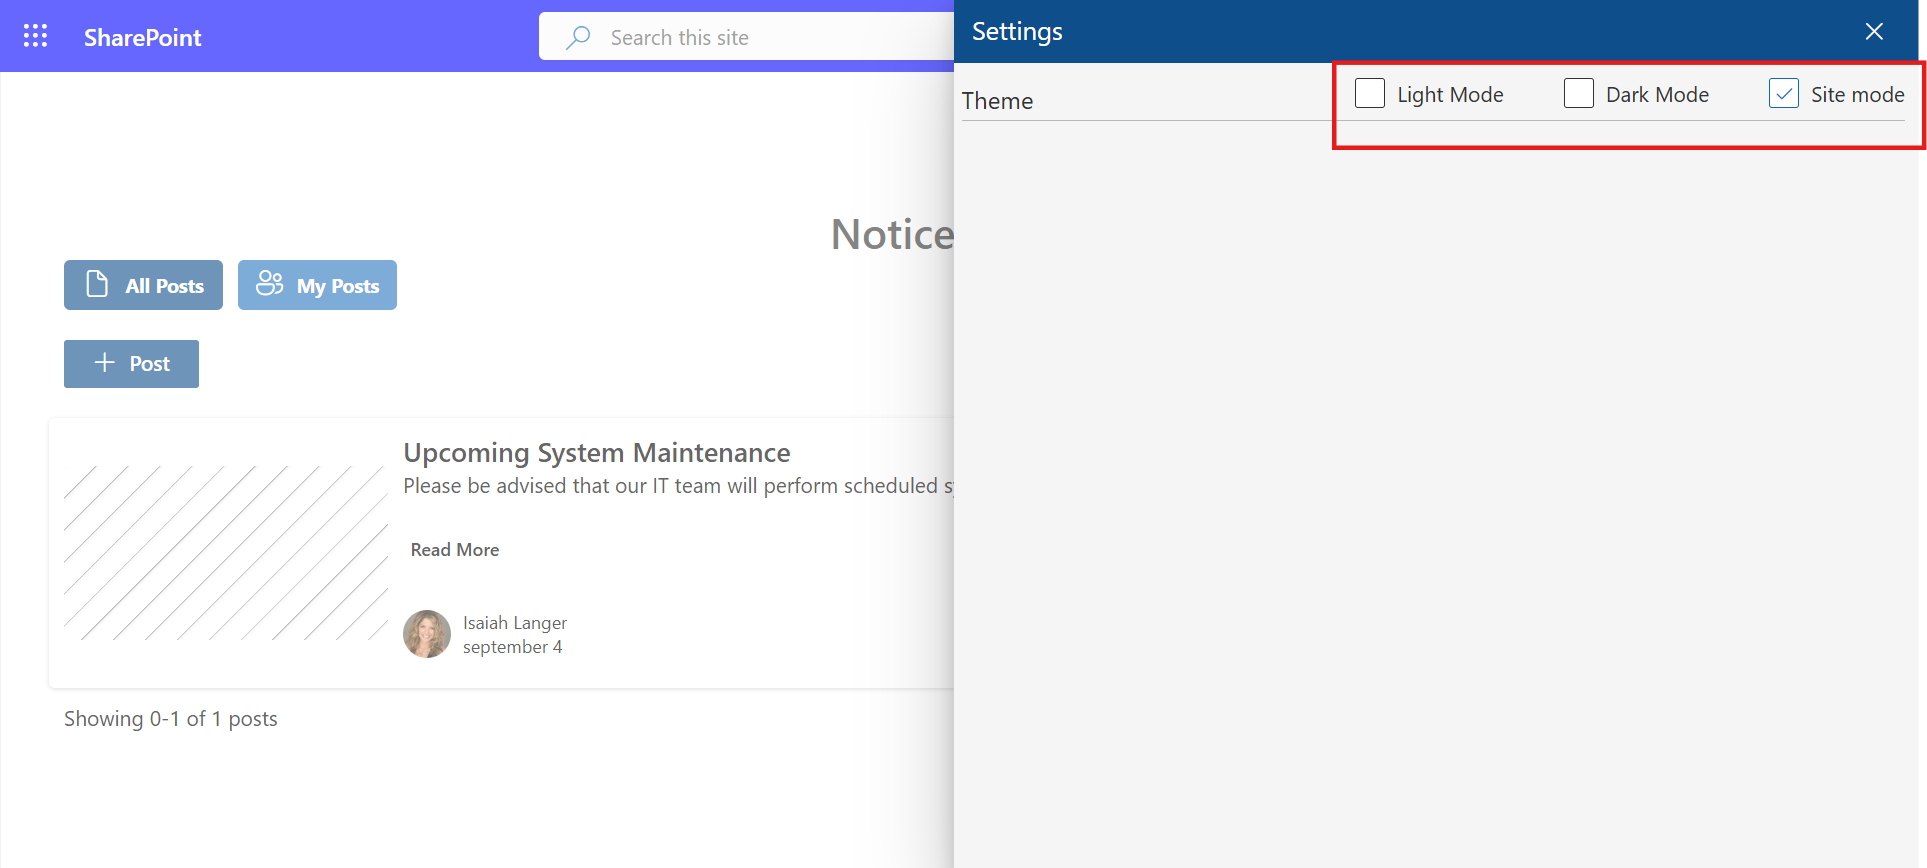 SharePoint
Search this site
Settings
Theme
Light Mode
Dark Mode
Site mode
Notice
All Posts
My Posts
Post
Upcoming System Maintenance
Please be advised that our IT team will perform scheduled
Read More
Isaiah Langer
september 4
Showing 0-1 of 1 posts